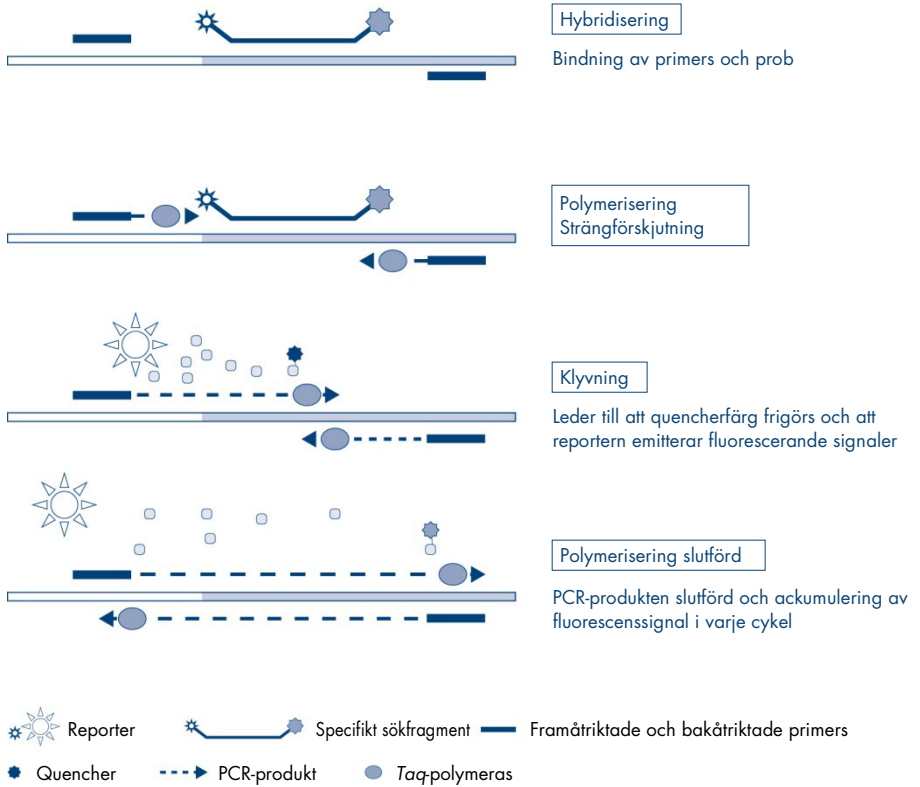 Hybridisering
Bindning av primers och prob
Polymerisering
Strängförskjutning
Klyvning
Leder till att quencherfärg frigörs och att
reportern emitterar fluorescerande signaler
Polymerisering slutförd
PCR-produkten slutförd och ackumulering av
fluorescenssignal i varje cykel
Reporter Specifikt sökfragment Framåtriktade och bakåtriktade primers
Quencher PCR-produkt Taq-polymeras